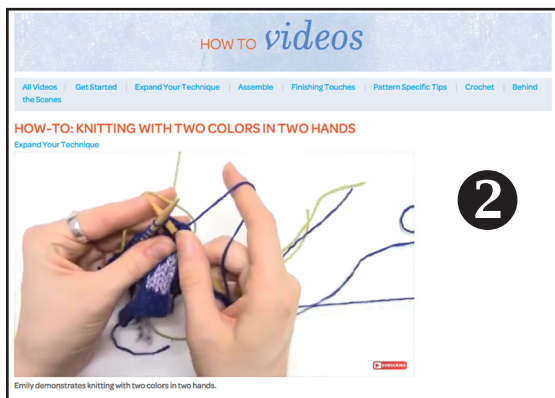 HOW TO videos
All Videos | Get Started | Expand Your Technique | Assemble | Finishing Touches | Pattern Specific Tips | Crochet | Behind
the Scenes
HOW-TO: KNITTING WITH TWO COLORS IN TWO HANDS
Expand Your Technique
2
SUBSCRIBE
Emily demonstrates knitting with two colors in two hands.